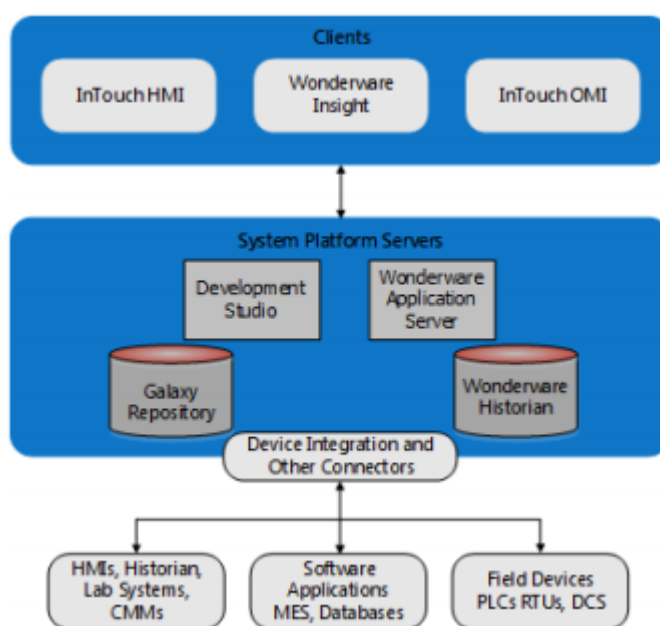 Clients
InTouch HMI
Wonderware
Insight
InTouch OMI
System Platform Servers
Development
Studio
Wonderware
Application
Server
Galaxy
Repository
Wonderware
Historian
Device Integration and
Other Connectors
HMIs, Historian,
Lab Systems,
CMMs
Software
Applications
MES, Databases
Field Devices
PLCs RTUs, DCS